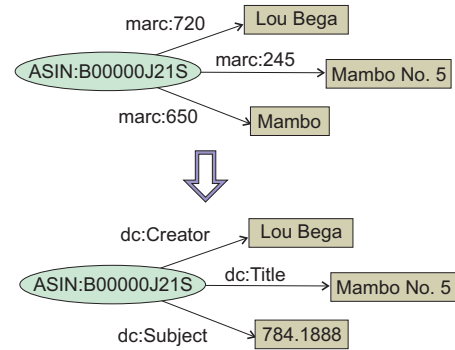 marc:720
Lou Bega
ASIN:B00000J21S
marc:245
Mambo No. 5
marc:650
Mambo
dc:Creator
Lou Bega
ASIN:B00000J21S
dc:Title
Mambo No. 5
dc:Subject
784.1888